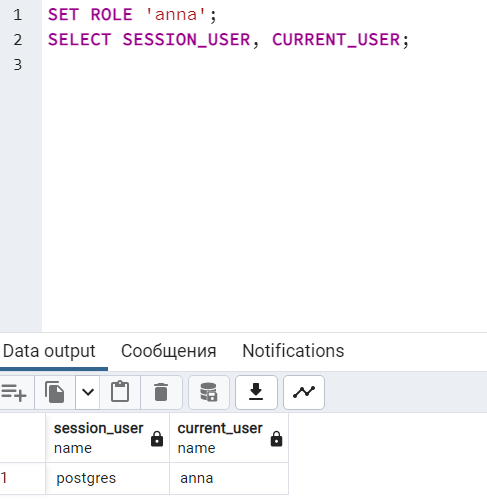 1 SET ROLE 'anna';
2 SELECT SESSION_USER, CURRENT_USER;
3
Data output Сообщения Notifications
session_user current_user
name name
1 postgres anna